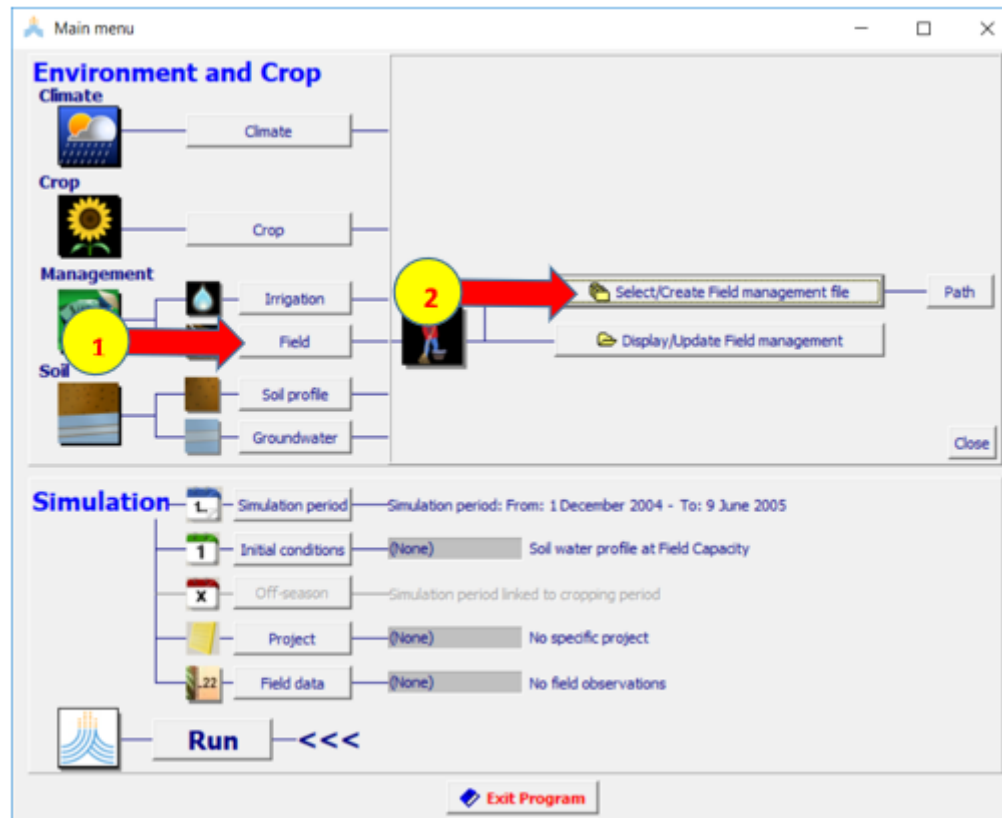 Main menu
Environment and Crop
Climate
Climate
Crop
Crop
Management
Irrigation
2
Select/Create Field management file
Path
1
Field
Display/Update Field management
Soil
Soil profile
Groundwater
Close
Simulation
1..
Simulation period
Simulation period: From: 1 December 2004 - To: 9 June 2005
1
Initial conditions
(None)
Soil water profile at Field Capacity
X
Off-season
Simulation period linked to cropping period
Project
(None)
No specific project
..22
Field data
(None)
No field observations
Run
<<<
Exit Program